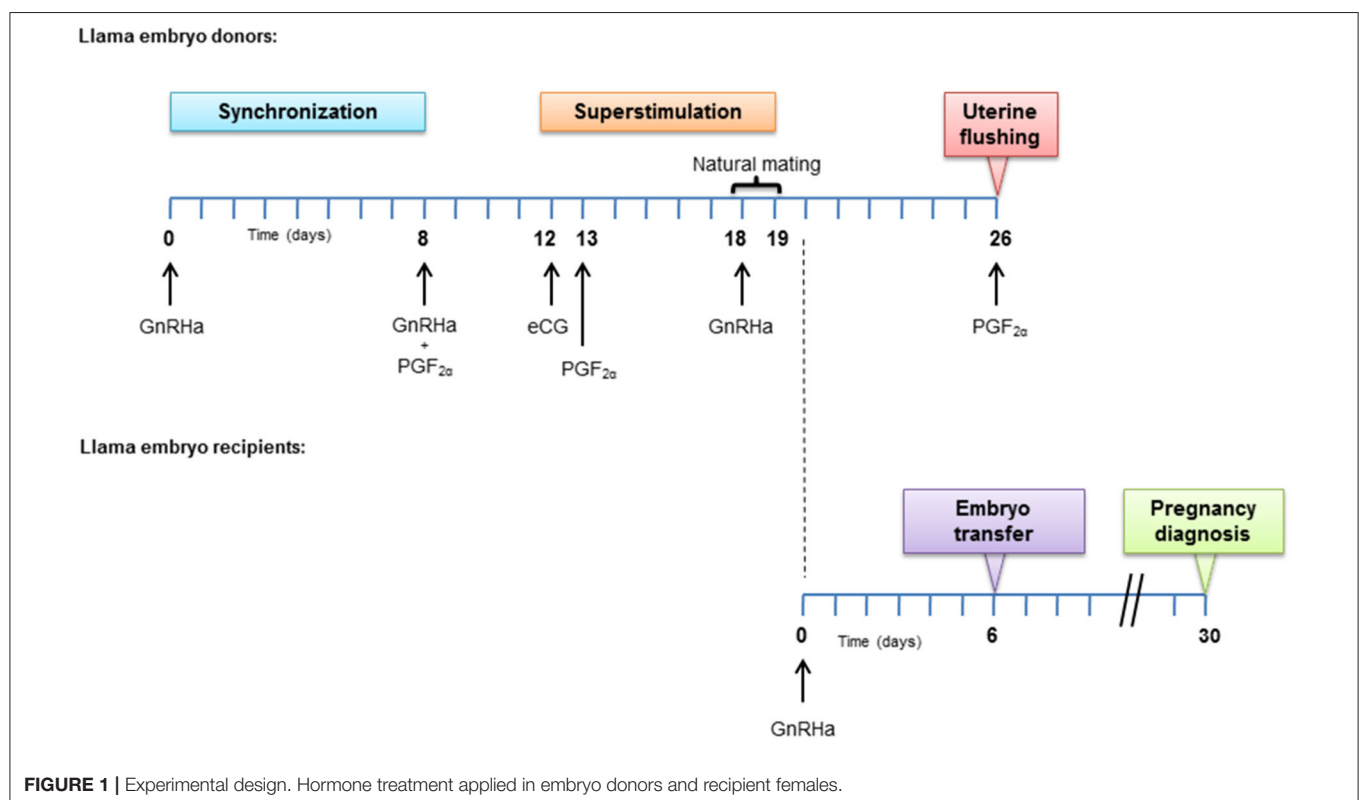 Llama embryo donors:
Synchronization
Superstimulation
Uterine
flushing
Natural mating
0 Time (days) 8 12 13 18 19 26
GnRHa
GnRHa
+
PGF2α
eCG
PGF2α
GnRHa
PGF2α
Llama embryo recipients:
Embryo
transfer
Pregnancy
diagnosis
0 Time (days) 6 30
GnRHa
FIGURE 1 | Experimental design. Hormone treatment applied in embryo donors and recipient females.